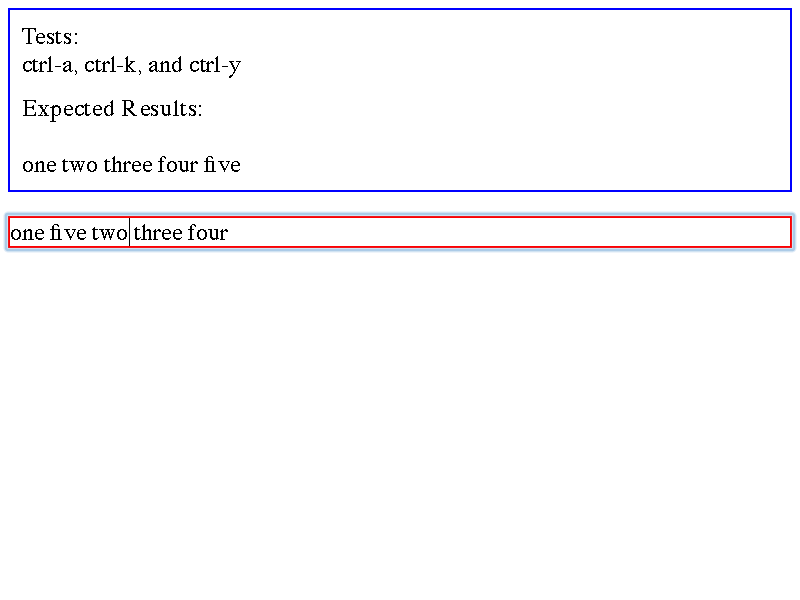 Tests:
ctrl-a, ctrl-k, and ctrl-y
Expected Results:
one two three four five
one five two three four